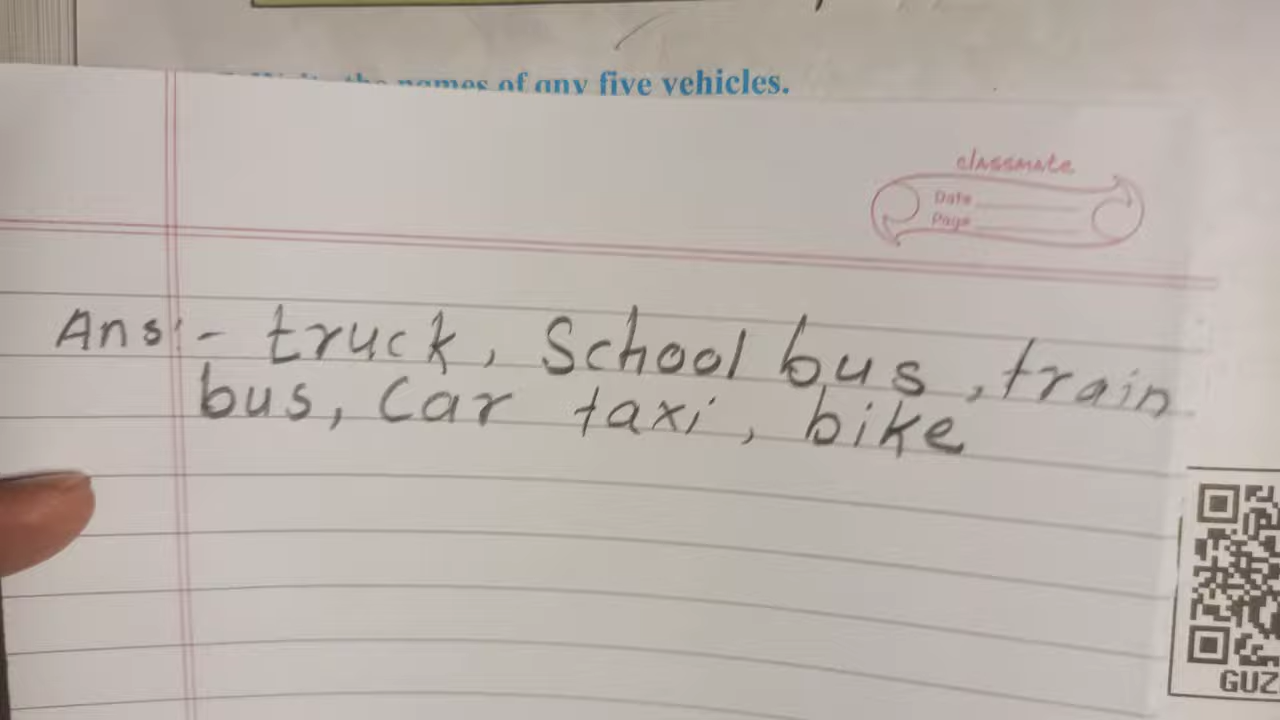 the names of any five vehicles.
classmate
Date
Page
Ans:- truck, School bus, train
bus, Car taxi, bike
GUZ